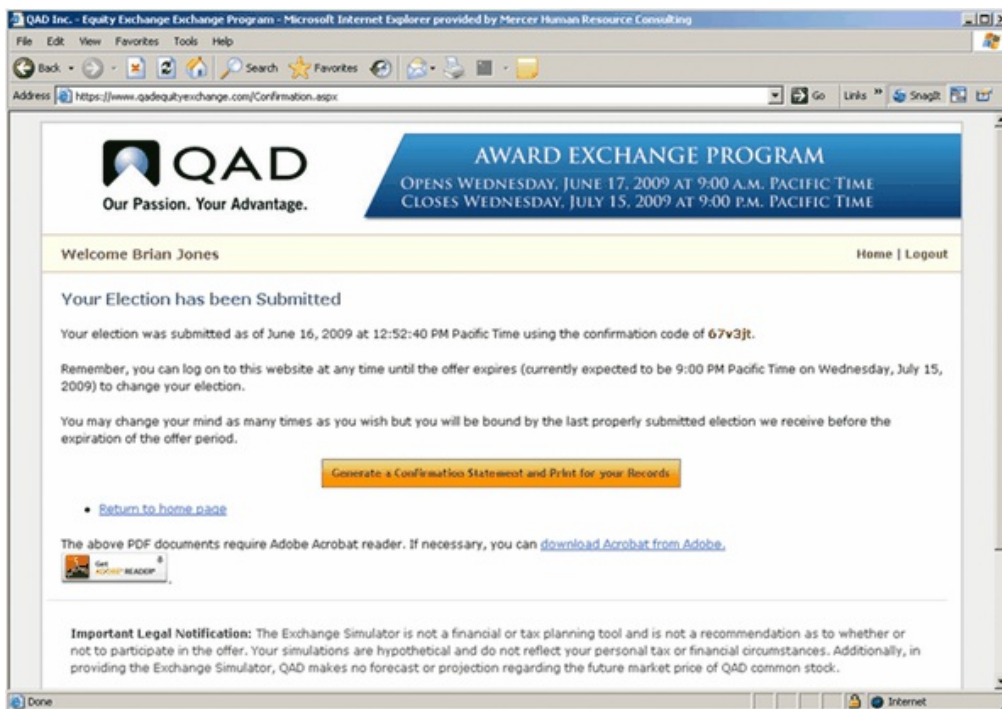 QAD Inc. - Equity Exchange Exchange Program - Microsoft Internet Explorer provided by Mercer Human Resource Consulting
File Edit View Favorites Tools Help
Back Search Favorites
Address https://www.qadequityexchange.com/Confirmation.aspx Go Links » SnagIt
QAD
Our Passion. Your Advantage.
AWARD EXCHANGE PROGRAM
OPENS WEDNESDAY, JUNE 17, 2009 AT 9:00 A.M. PACIFIC TIME
CLOSES WEDNESDAY, JULY 15, 2009 AT 9:00 P.M. PACIFIC TIME
Welcome Brian Jones Home | Logout
Your Election has been Submitted
Your election was submitted as of June 16, 2009 at 12:52:40 PM Pacific Time using the confirmation code of 67v3jt.
Remember, you can log on to this website at any time until the offer expires (currently expected to be 9:00 PM Pacific Time on Wednesday, July 15,
2009) to change your election.
You may change your mind as many times as you wish but you will be bound by the last properly submitted election we receive before the
expiration of the offer period.
Generate a Confirmation Statement and Print for your Records
• Return to home page
The above PDF documents require Adobe Acrobat reader. If necessary, you can download Acrobat from Adobe.
Get
ADOBE® READER®
.
Important Legal Notification: The Exchange Simulator is not a financial or tax planning tool and is not a recommendation as to whether or
not to participate in the offer. Your simulations are hypothetical and do not reflect your personal tax or financial circumstances. Additionally, in
providing the Exchange Simulator, QAD makes no forecast or projection regarding the future market price of QAD common stock.
Done Internet